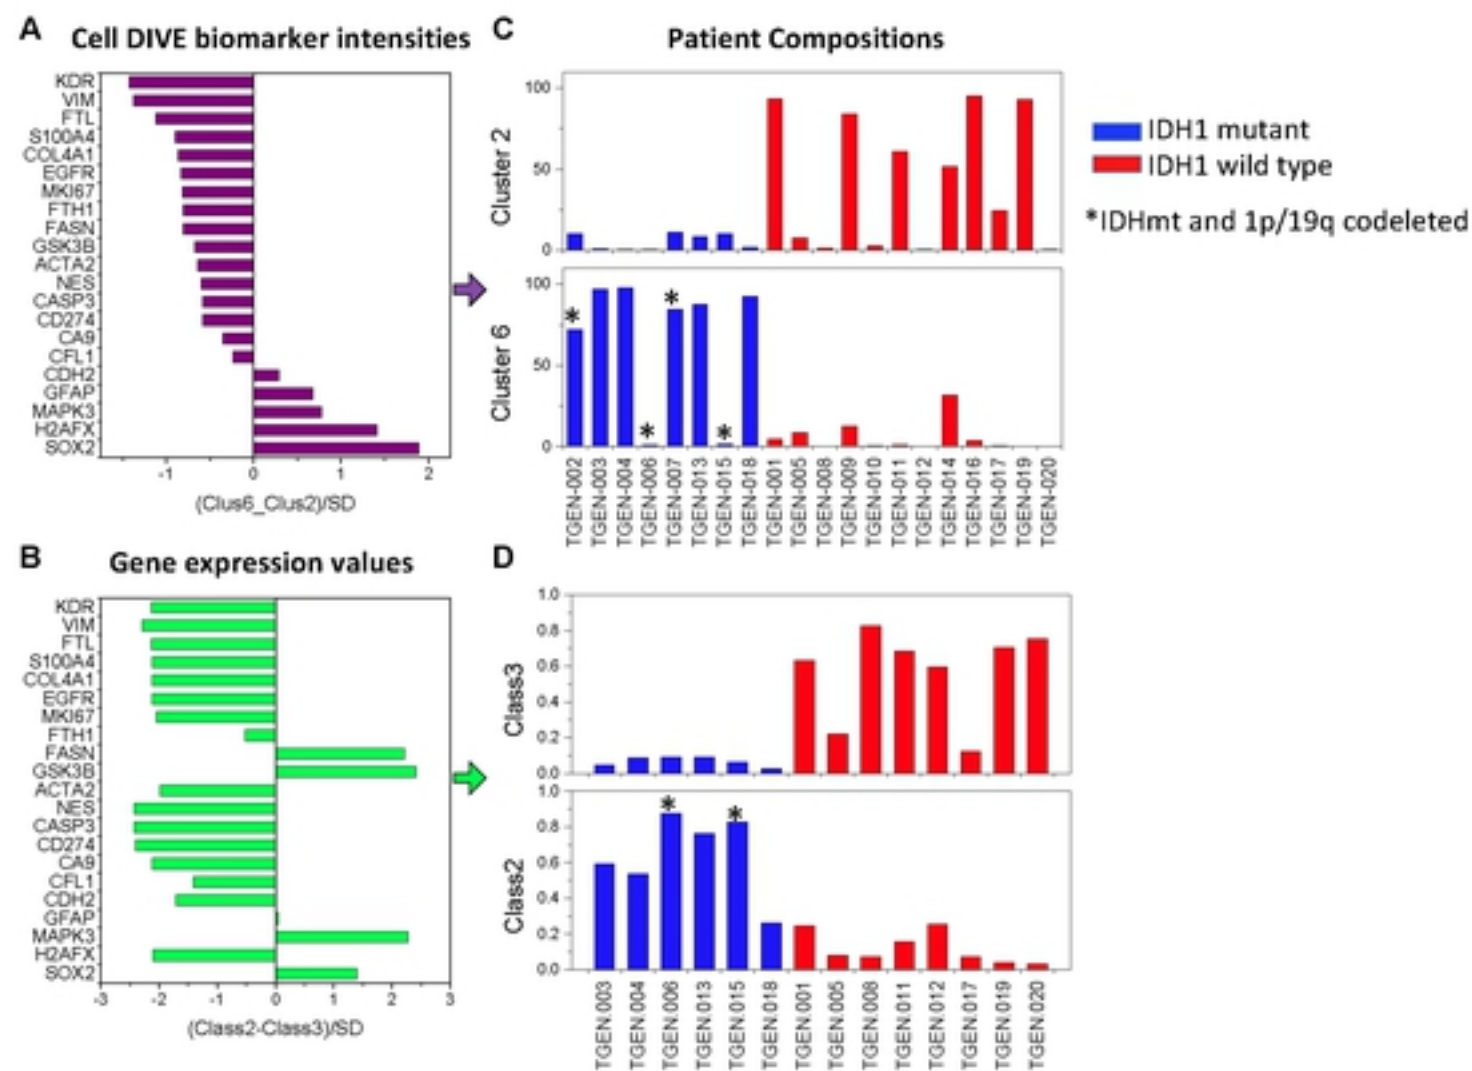 A
Cell DIVE biomarker intensities
KDR
VIM
FTL
S100A4
COL4A1
EGFR
MKI67
FTH1
FASN
GSK3B
ACTA2
NES
CASP3
CD274
CA9
CFL1
CDH2
GFAP
MAPK3
H2AFX
SOX2
-1 0 1 2
(Clus6_Clus2)/SD
C
Patient Compositions
100
50
0
Cluster 2
* * * *
100
50
0
Cluster 6
TGEN-002
TGEN-003
TGEN-004
TGEN-006
TGEN-007
TGEN-013
TGEN-015
TGEN-018
TGEN-001
TGEN-005
TGEN-008
TGEN-009
TGEN-010
TGEN-011
TGEN-012
TGEN-014
TGEN-016
TGEN-017
TGEN-019
TGEN-020
IDH1 mutant
IDH1 wild type
*IDHmt and 1p/19q codeleted
B
Gene expression values
KDR
VIM
FTL
S100A4
COL4A1
EGFR
MKI67
FTH1
FASN
GSK3B
ACTA2
NES
CASP3
CD274
CA9
CFL1
CDH2
GFAP
MAPK3
H2AFX
SOX2
-3 -2 -1 0 1 2 3
(Class2-Class3)/SD
D
1.0
0.8
0.6
0.4
0.2
0.0
Class3
* *
1.0
0.8
0.6
0.4
0.2
0.0
Class2
TGEN.003
TGEN.004
TGEN.006
TGEN.013
TGEN.015
TGEN.018
TGEN.001
TGEN.005
TGEN.008
TGEN.011
TGEN.012
TGEN.017
TGEN.019
TGEN.020